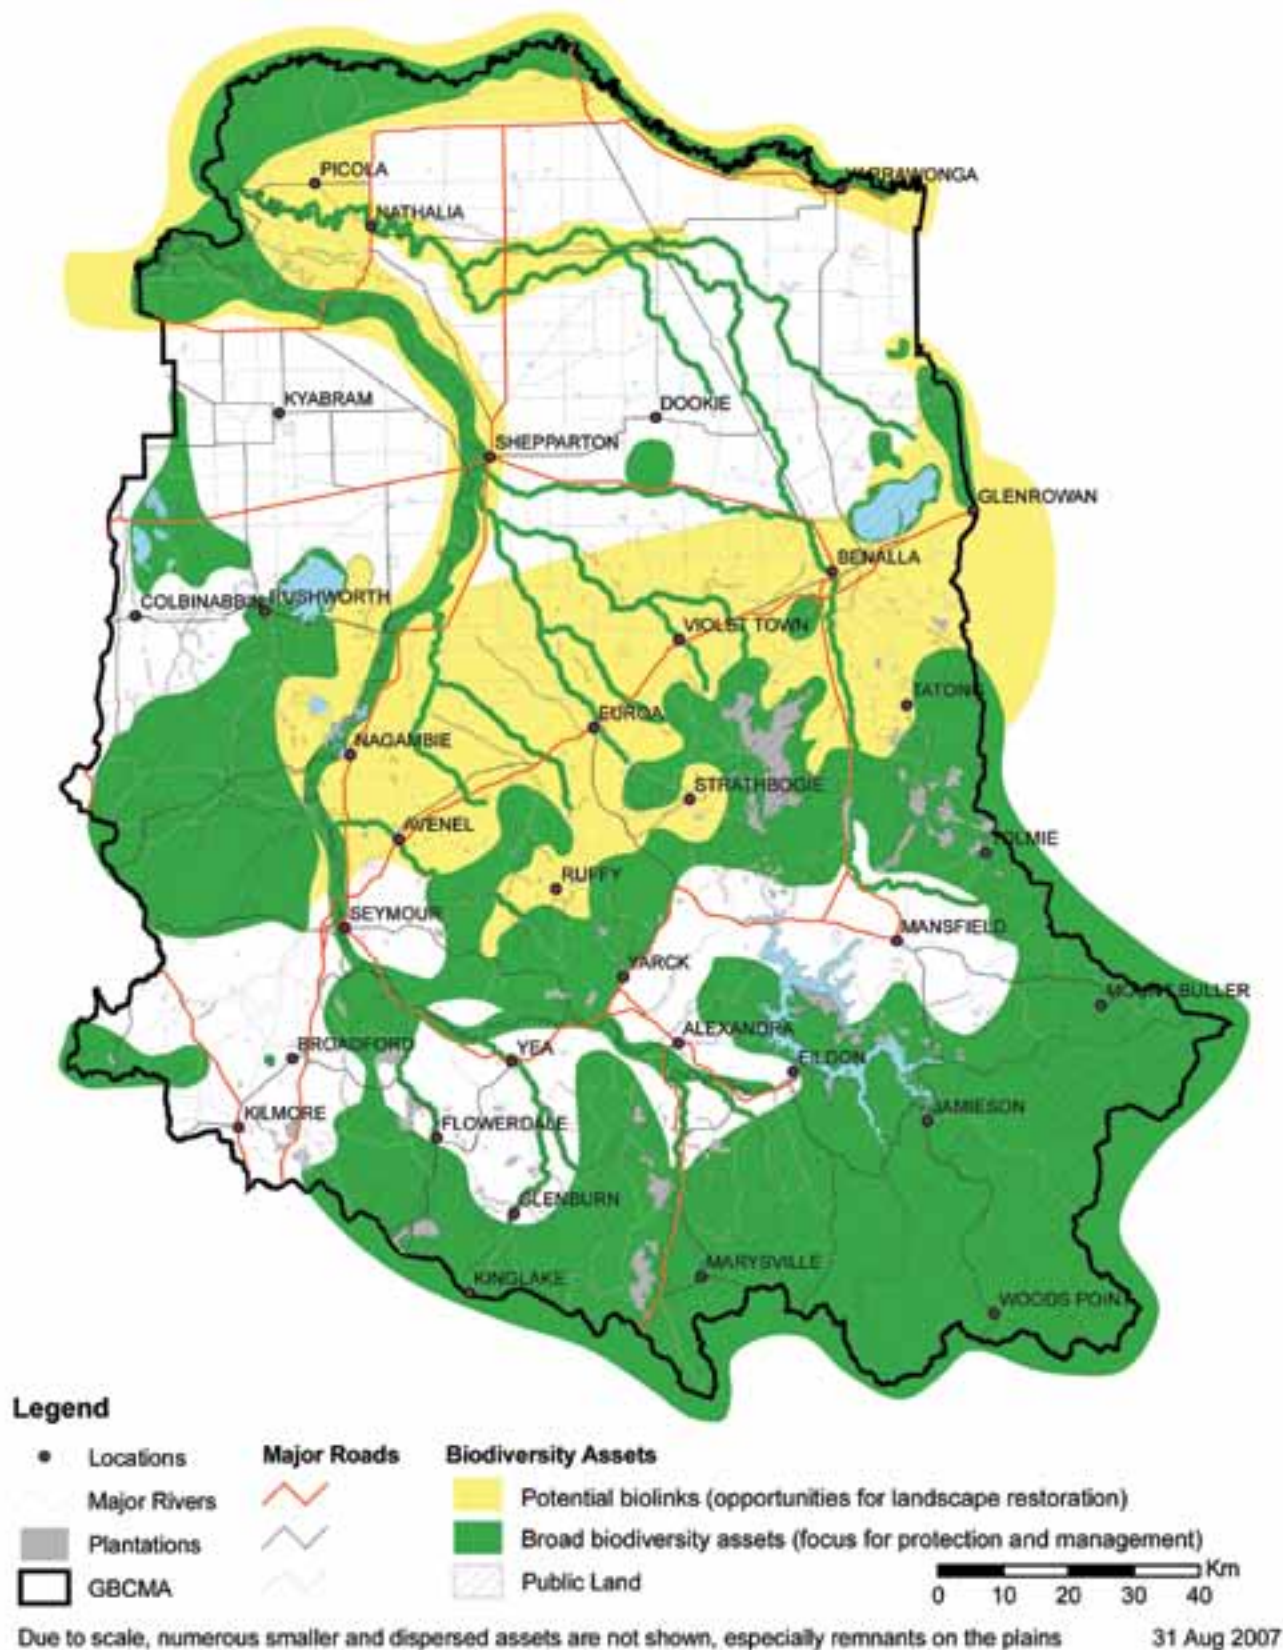 YARRAWONGA
PICOLA
NATHALIA
KYABRAM
DOOKIE
SHEPPARTON
GLENROWAN
BENALLA
COLBINABBIN
RUSHWORTH
VIOLET TOWN
TATONG
EUROA
NAGAMBIE
STRATHBOGIE
AVENEL
TOLMIE
RUFFY
SEYMOUR
MANSFIELD
YARCK
MOUNT BULLER
ALEXANDRA
BROADFORD
YEA
EILDON
KILMORE
JAMIESON
FLOWERDALE
GLENBURN
MARYSVILLE
KINGLAKE
WOODS POINT
Legend
Locations
Major Rivers
Plantations
GBCMA
Major Roads
Biodiversity Assets
Potential biolinks (opportunities for landscape restoration)
Broad biodiversity assets (focus for protection and management)
Public Land
Km
0 10 20 30 40
Due to scale, numerous smaller and dispersed assets are not shown, especially remnants on the plains
31 Aug 2007